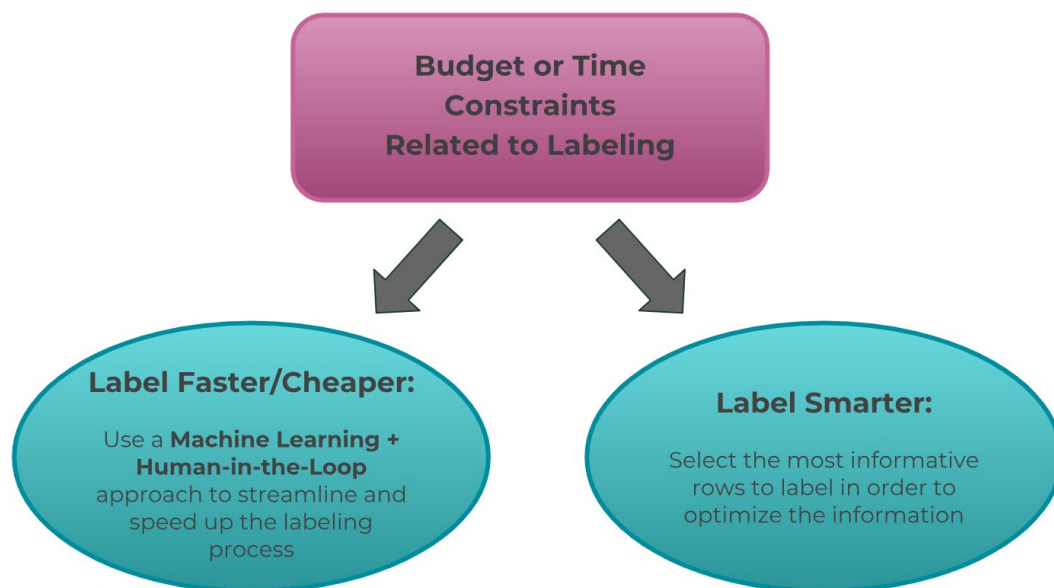 Budget or Time
Constraints
Related to Labeling
Label Faster/Cheaper:
Use a Machine Learning +
Human-in-the-Loop
approach to streamline and
speed up the labeling
process
Label Smarter:
Select the most informative
rows to label in order to
optimize the information